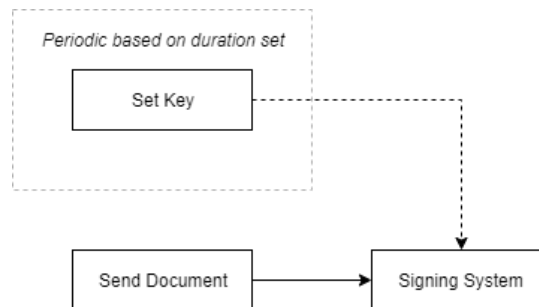 Periodic based on duration set
Set Key
Send Document
Signing System